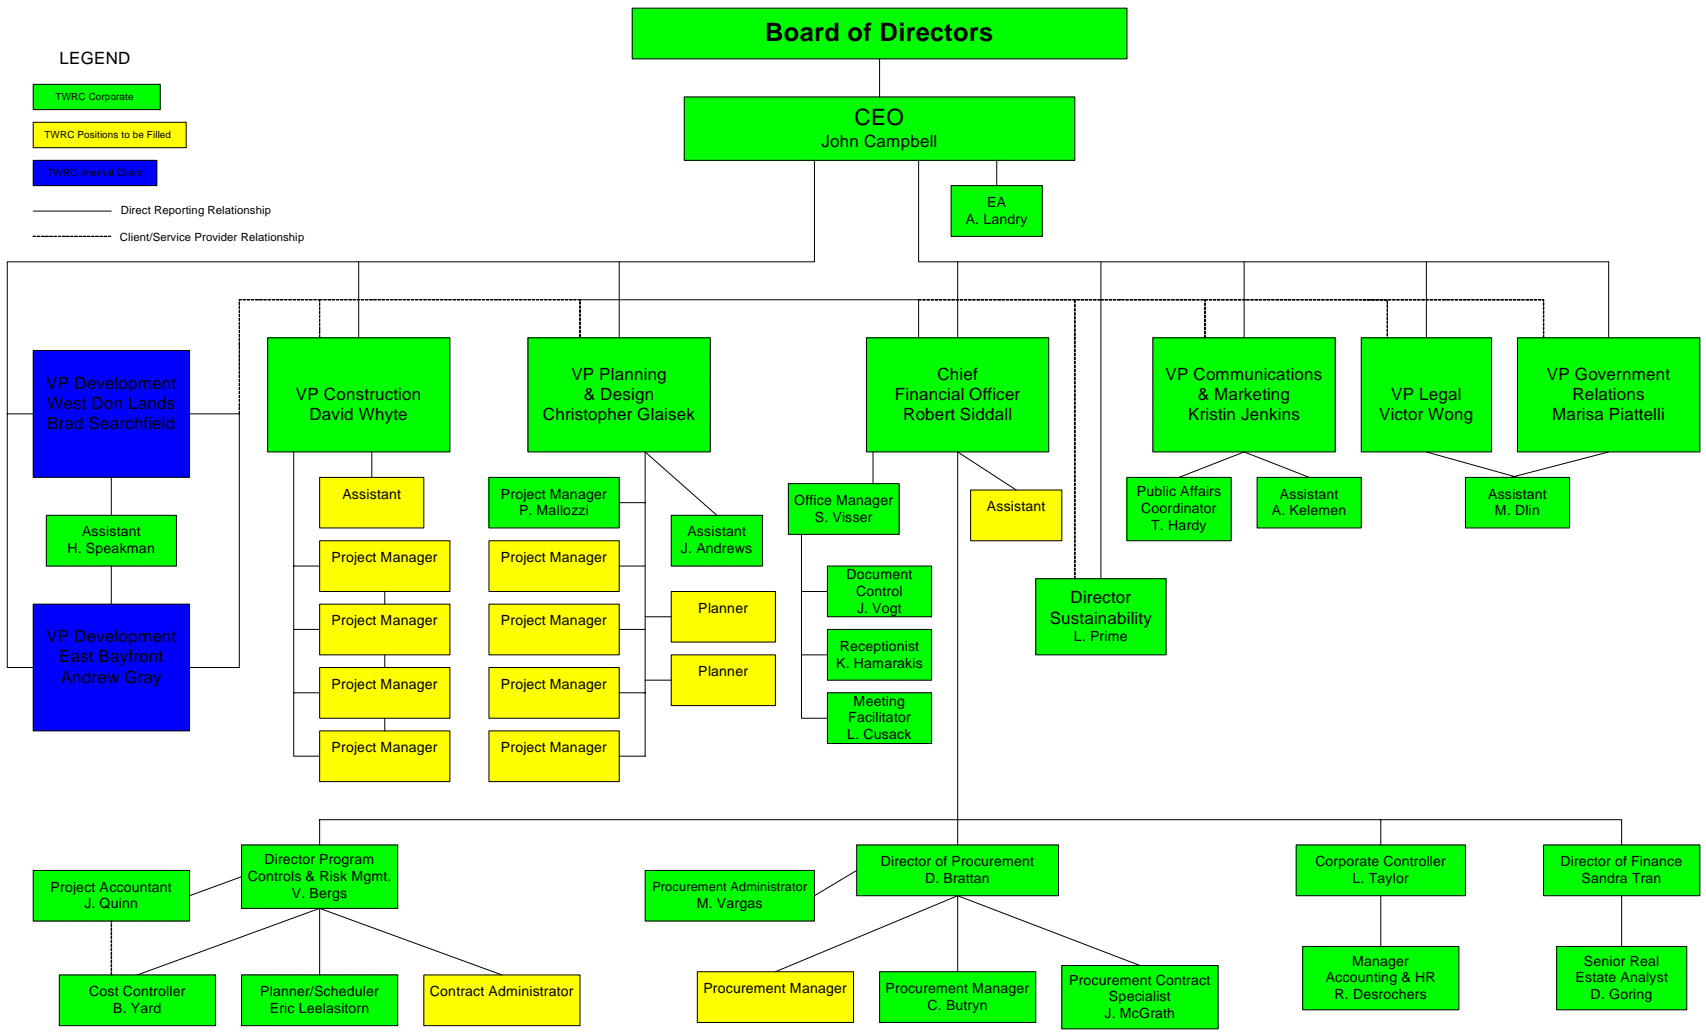 Board of Directors
LEGEND
TWRC Corporate
TWRC Positions to be Filled
TWRC Internal Client
Direct Reporting Relationship
Client/Service Provider Relationship
CEO
John Campbell
EA
A. Landry
VP Development
West Don Lands
Brad Searchfield
Assistant
H. Speakman
VP Development
East Bayfront
Andrew Gray
VP Construction
David Whyte
Assistant
Project Manager
Project Manager
Project Manager
Project Manager
VP Planning
& Design
Christopher Glaisek
Project Manager
P. Mallozzi
Project Manager
Project Manager
Project Manager
Project Manager
Assistant
J. Andrews
Planner
Planner
Chief
Financial Officer
Robert Siddall
Office Manager
S. Visser
Assistant
Document
Control
J. Vogt
Receptionist
K. Hamarakis
Meeting
Facilitator
L. Cusack
Director
Sustainability
L. Prime
VP Communications
& Marketing
Kristin Jenkins
Public Affairs
Coordinator
T. Hardy
Assistant
A. Kelemen
VP Legal
Victor Wong
VP Government
Relations
Marisa Piattelli
Assistant
M. Dlin
Director Program
Controls & Risk Mgmt.
V. Bergs
Project Accountant
J. Quinn
Cost Controller
B. Yard
Planner/Scheduler
Eric Leelasitorn
Contract Administrator
Director of Procurement
D. Brattan
Procurement Administrator
M. Vargas
Procurement Manager
Procurement Manager
C. Butryn
Procurement Contract
Specialist
J. McGrath
Corporate Controller
L. Taylor
Manager
Accounting & HR
R. Desrochers
Director of Finance
Sandra Tran
Senior Real
Estate Analyst
D. Goring